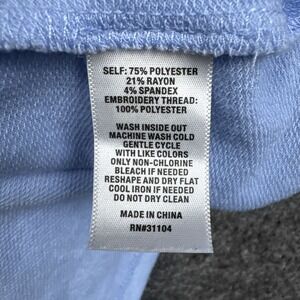 SELF: 75% POLYESTER
21% RAYON
4% SPANDEX
EMBROIDERY THREAD:
100% POLYESTER
WASH INSIDE OUT
MACHINE WASH COLD
GENTLE CYCLE
WITH LIKE COLORS
ONLY NON-CHLORINE
BLEACH IF NEEDED
RESHAPE AND DRY FLAT
COOL IRON IF NEEDED
DO NOT DRY CLEAN
MADE IN CHINA
RN#31104